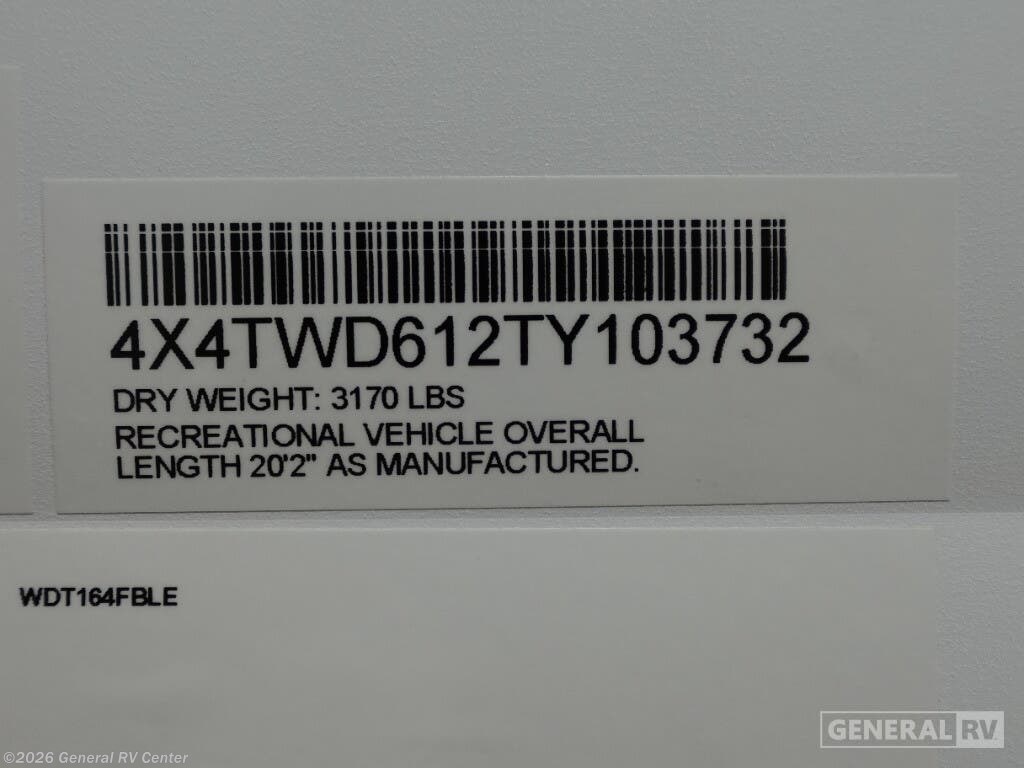 4X4TWD612TY103732
DRY WEIGHT: 3170 LBS
RECREATIONAL VEHICLE OVERALL
LENGTH 20'2" AS MANUFACTURED.
WDT164FBLE
GENERAL RV
©2026 General RV Center